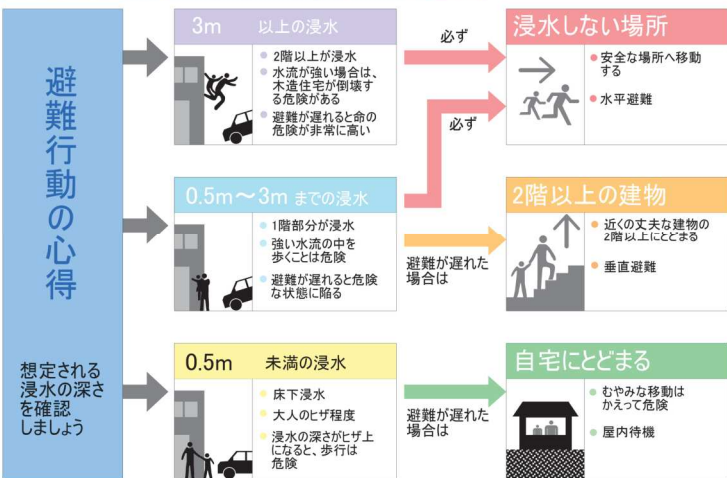 避難行動の心得
想定される
浸水の深さ
を確認
しましょう
3m 以上の浸水
2階以上が浸水
水流が強い場合は、
木造住宅が倒壊す
る危険がある
避難が遅れると命の
危険が非常に高い
必ず
浸水しない場所
安全な場所へ移動
する
水平避難
0.5m～3m までの浸水
1階部分が浸水
強い水流の中を
歩くことは危険
避難が遅れると危険
な状態に陥る
必ず
避難が遅れた
場合は
2階以上の建物
近くの丈夫な建物の
2階以上にとどまる
垂直避難
0.5m 未満の浸水
床下浸水
大人のヒザ程度
浸水の深さがヒザ上
になると、歩行は
危険
避難が遅れた
場合は
自宅にとどまる
むやみな移動は
かえって危険
屋内待機